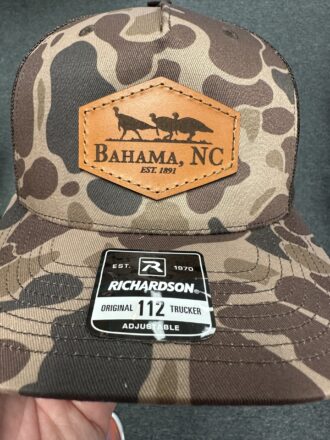 BAHAMA, NC
EST. 1891
EST. R 1970
RICHARDSON
ORIGINAL 112 TRUCKER
ADJUSTABLE